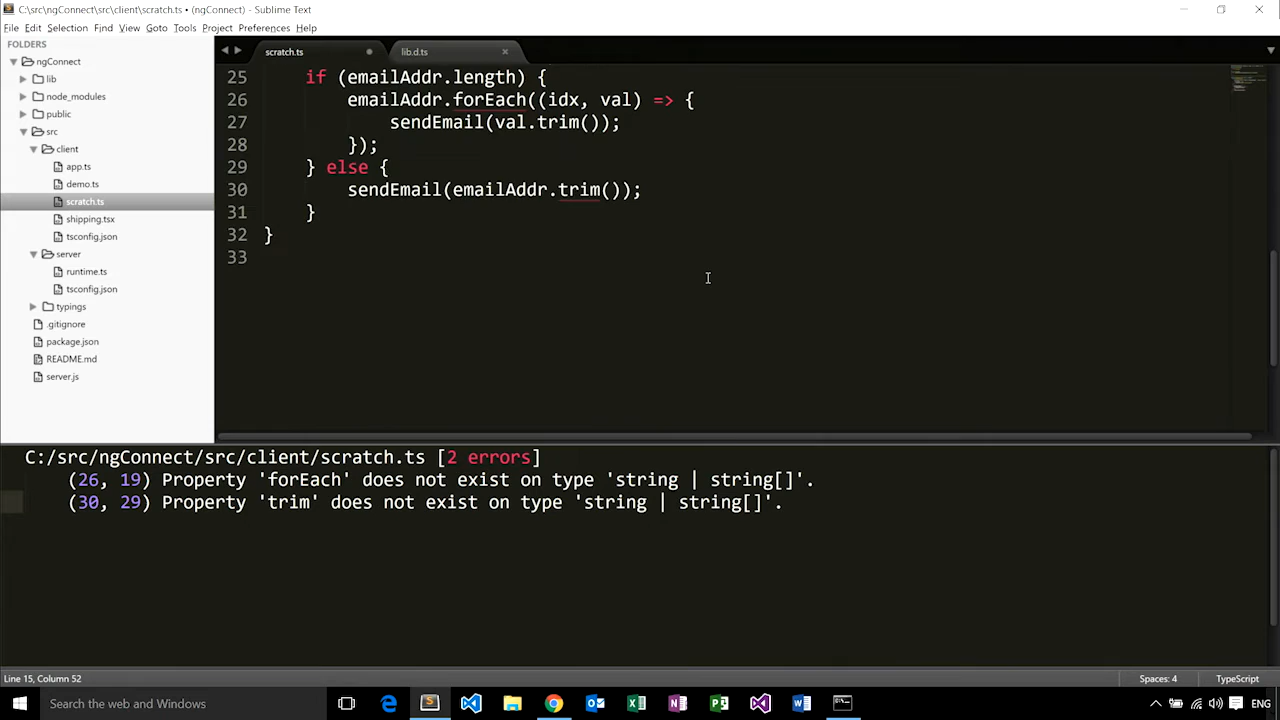 C:\src\ngConnect\src\client\scratch.ts • (ngConnect) - Sublime Text
File Edit Selection Find View Goto Tools Project Preferences Help
FOLDERS
ngConnect
lib
node_modules
public
src
client
app.ts
demo.ts
scratch.ts
shipping.tsx
tsconfig.json
server
runtime.ts
tsconfig.json
typings
.gitignore
package.json
README.md
server.js
scratch.ts lib.d.ts
25 if (emailAddr.length) {
26 emailAddr.forEach((idx, val) => {
27 sendEmail(val.trim());
28 });
29 } else {
30 sendEmail(emailAddr.trim());
31 }
32 }
33
C:/src/ngConnect/src/client/scratch.ts [2 errors]
(26, 19) Property 'forEach' does not exist on type 'string | string[]'.
(30, 29) Property 'trim' does not exist on type 'string | string[]'.
Line 15, Column 52 Spaces: 4 TypeScript
Search the web and Windows ENG